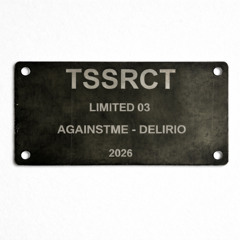 TSSRCT
LIMITED 03
AGAINSTME - DELIRIO
2026